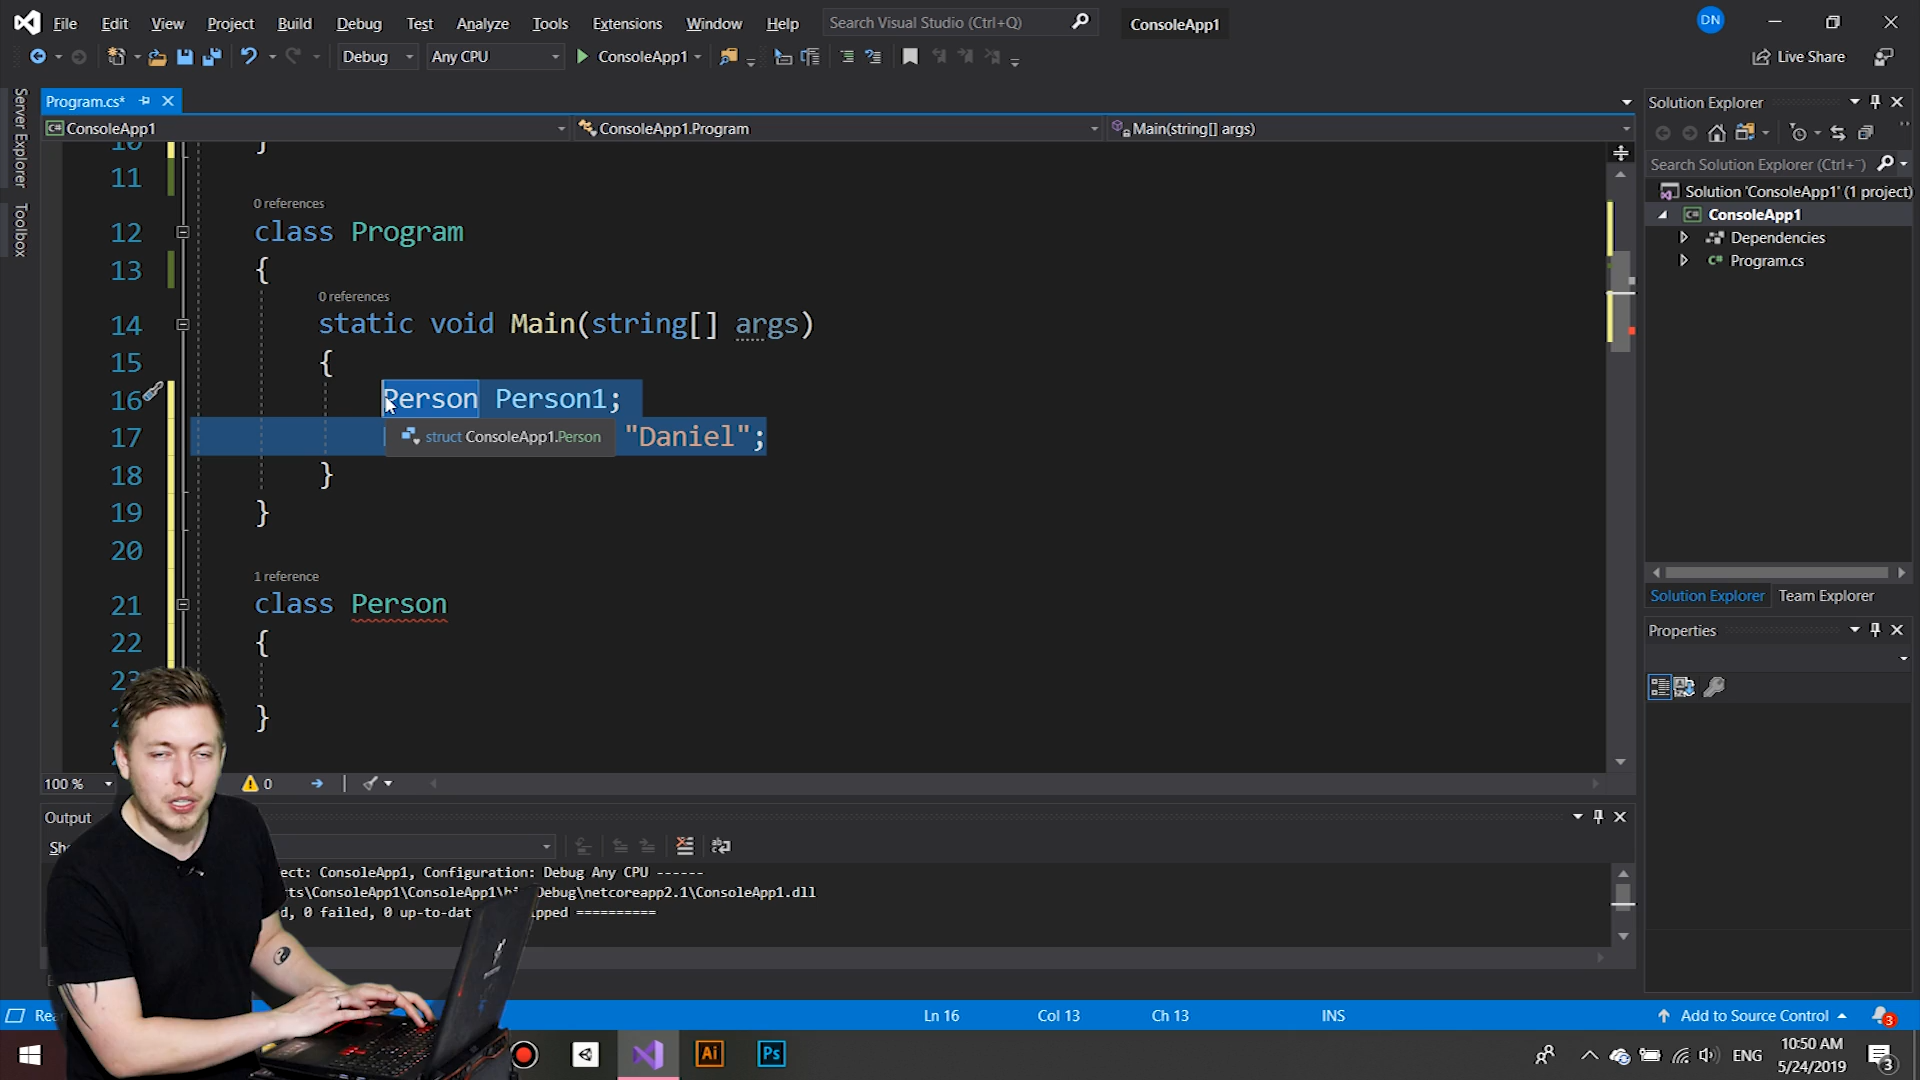 File Edit View Project Build Debug Test Analyze Tools Extensions Window Help Search Visual Studio (Ctrl+Q) ConsoleApp1 DN
Debug Any CPU ConsoleApp1 Live Share
Server Explorer
Toolbox
Program.cs*
ConsoleApp1 ConsoleApp1.Program Main(string[] args)
10 }
11
0 references
12 class Program
13 {
0 references
14 static void Main(string[] args)
15 {
16 Person Person1;
17 "Daniel";
struct ConsoleApp1.Person
18 }
19 }
20
1 reference
21 class Person
22 {
}
100 % 0
Output
ect: ConsoleApp1, Configuration: Debug Any CPU ------
Debug\netcoreapp2.1\ConsoleApp1.dll
d, 0 failed, 0 up-to-dat ipped ==========
Solution Explorer
Search Solution Explorer (Ctrl+¨)
Solution 'ConsoleApp1' (1 project)
ConsoleApp1
Dependencies
C# Program.cs
Solution Explorer Team Explorer
Properties
Ln 16 Col 13 Ch 13 INS Add to Source Control 3
Ai Ps ENG 10:50 AM
5/24/2019 3